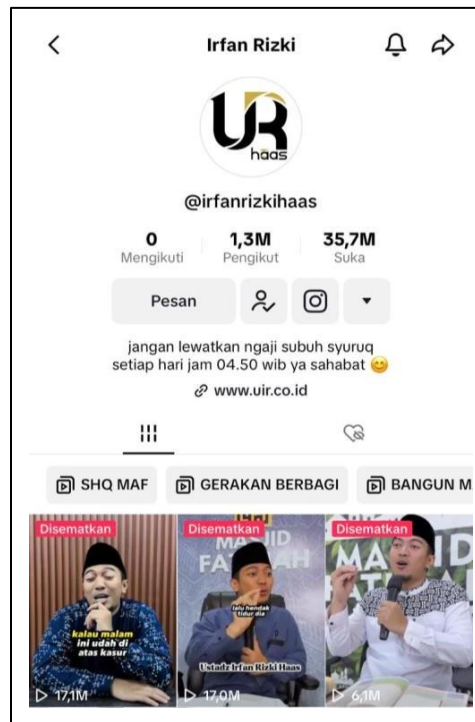 Irfan Rizki
UR
hāas
@irfanrizkihaas
0 1,3M 35,7M
Mengikuti Pengikut Suka
Pesan
jangan lewatkan ngaji subuh syuruq
setiap hari jam 04.50 wib ya sahabat 😊
www.uir.co.id
SHQ MAF GERAKAN BERBAGI BANGUN M
Disematkan Disematkan Disematkan
MASJID
kalau malam
ini udah di
atas kasur
lalu hendak
tidur dia
Ustadz Irfan Rizki Haas
17,1M 17,0M 6,1M